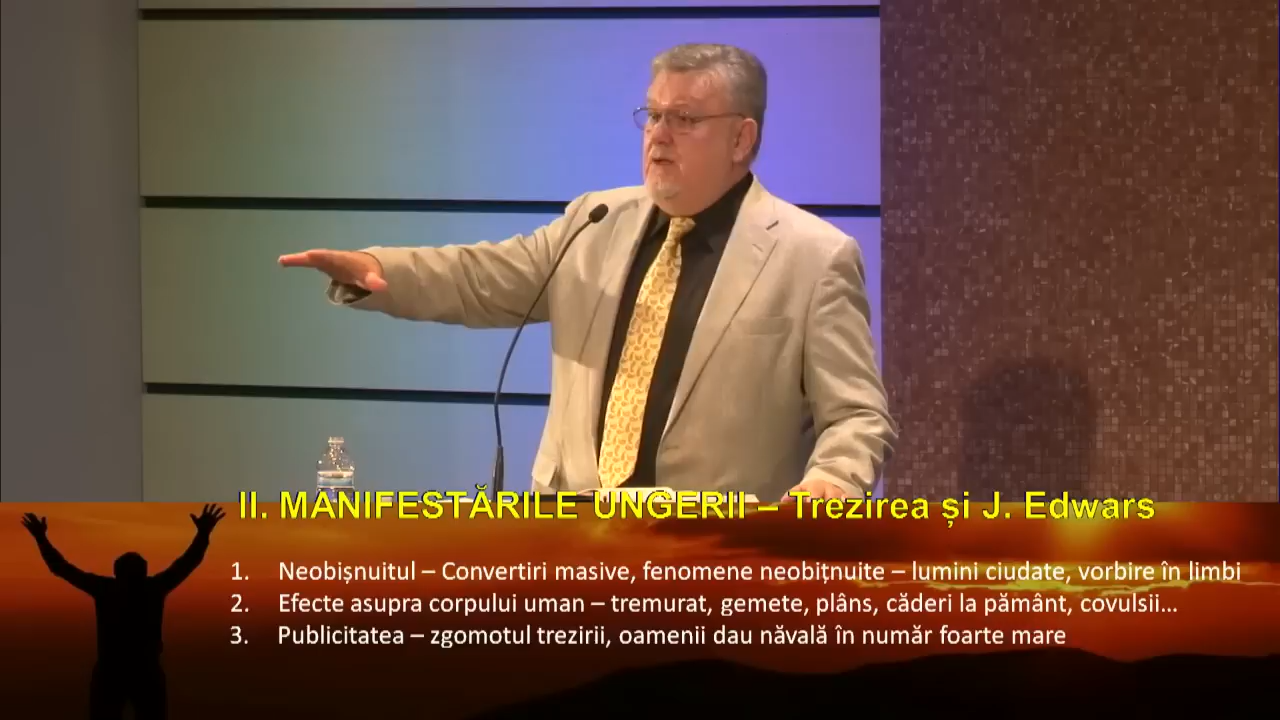 II. MANIFESTĂRILE UNGERII – Trezirea și J. Edwars
1. Neobișnuitul – Convertiri masive, fenomene neobițnuite – lumini ciudate, vorbire în limbi
2. Efecte asupra corpului uman – tremurat, gemete, plâns, căderi la pământ, covulsii...
3. Publicitatea – zgomotul trezirii, oamenii dau năvală în număr foarte mare